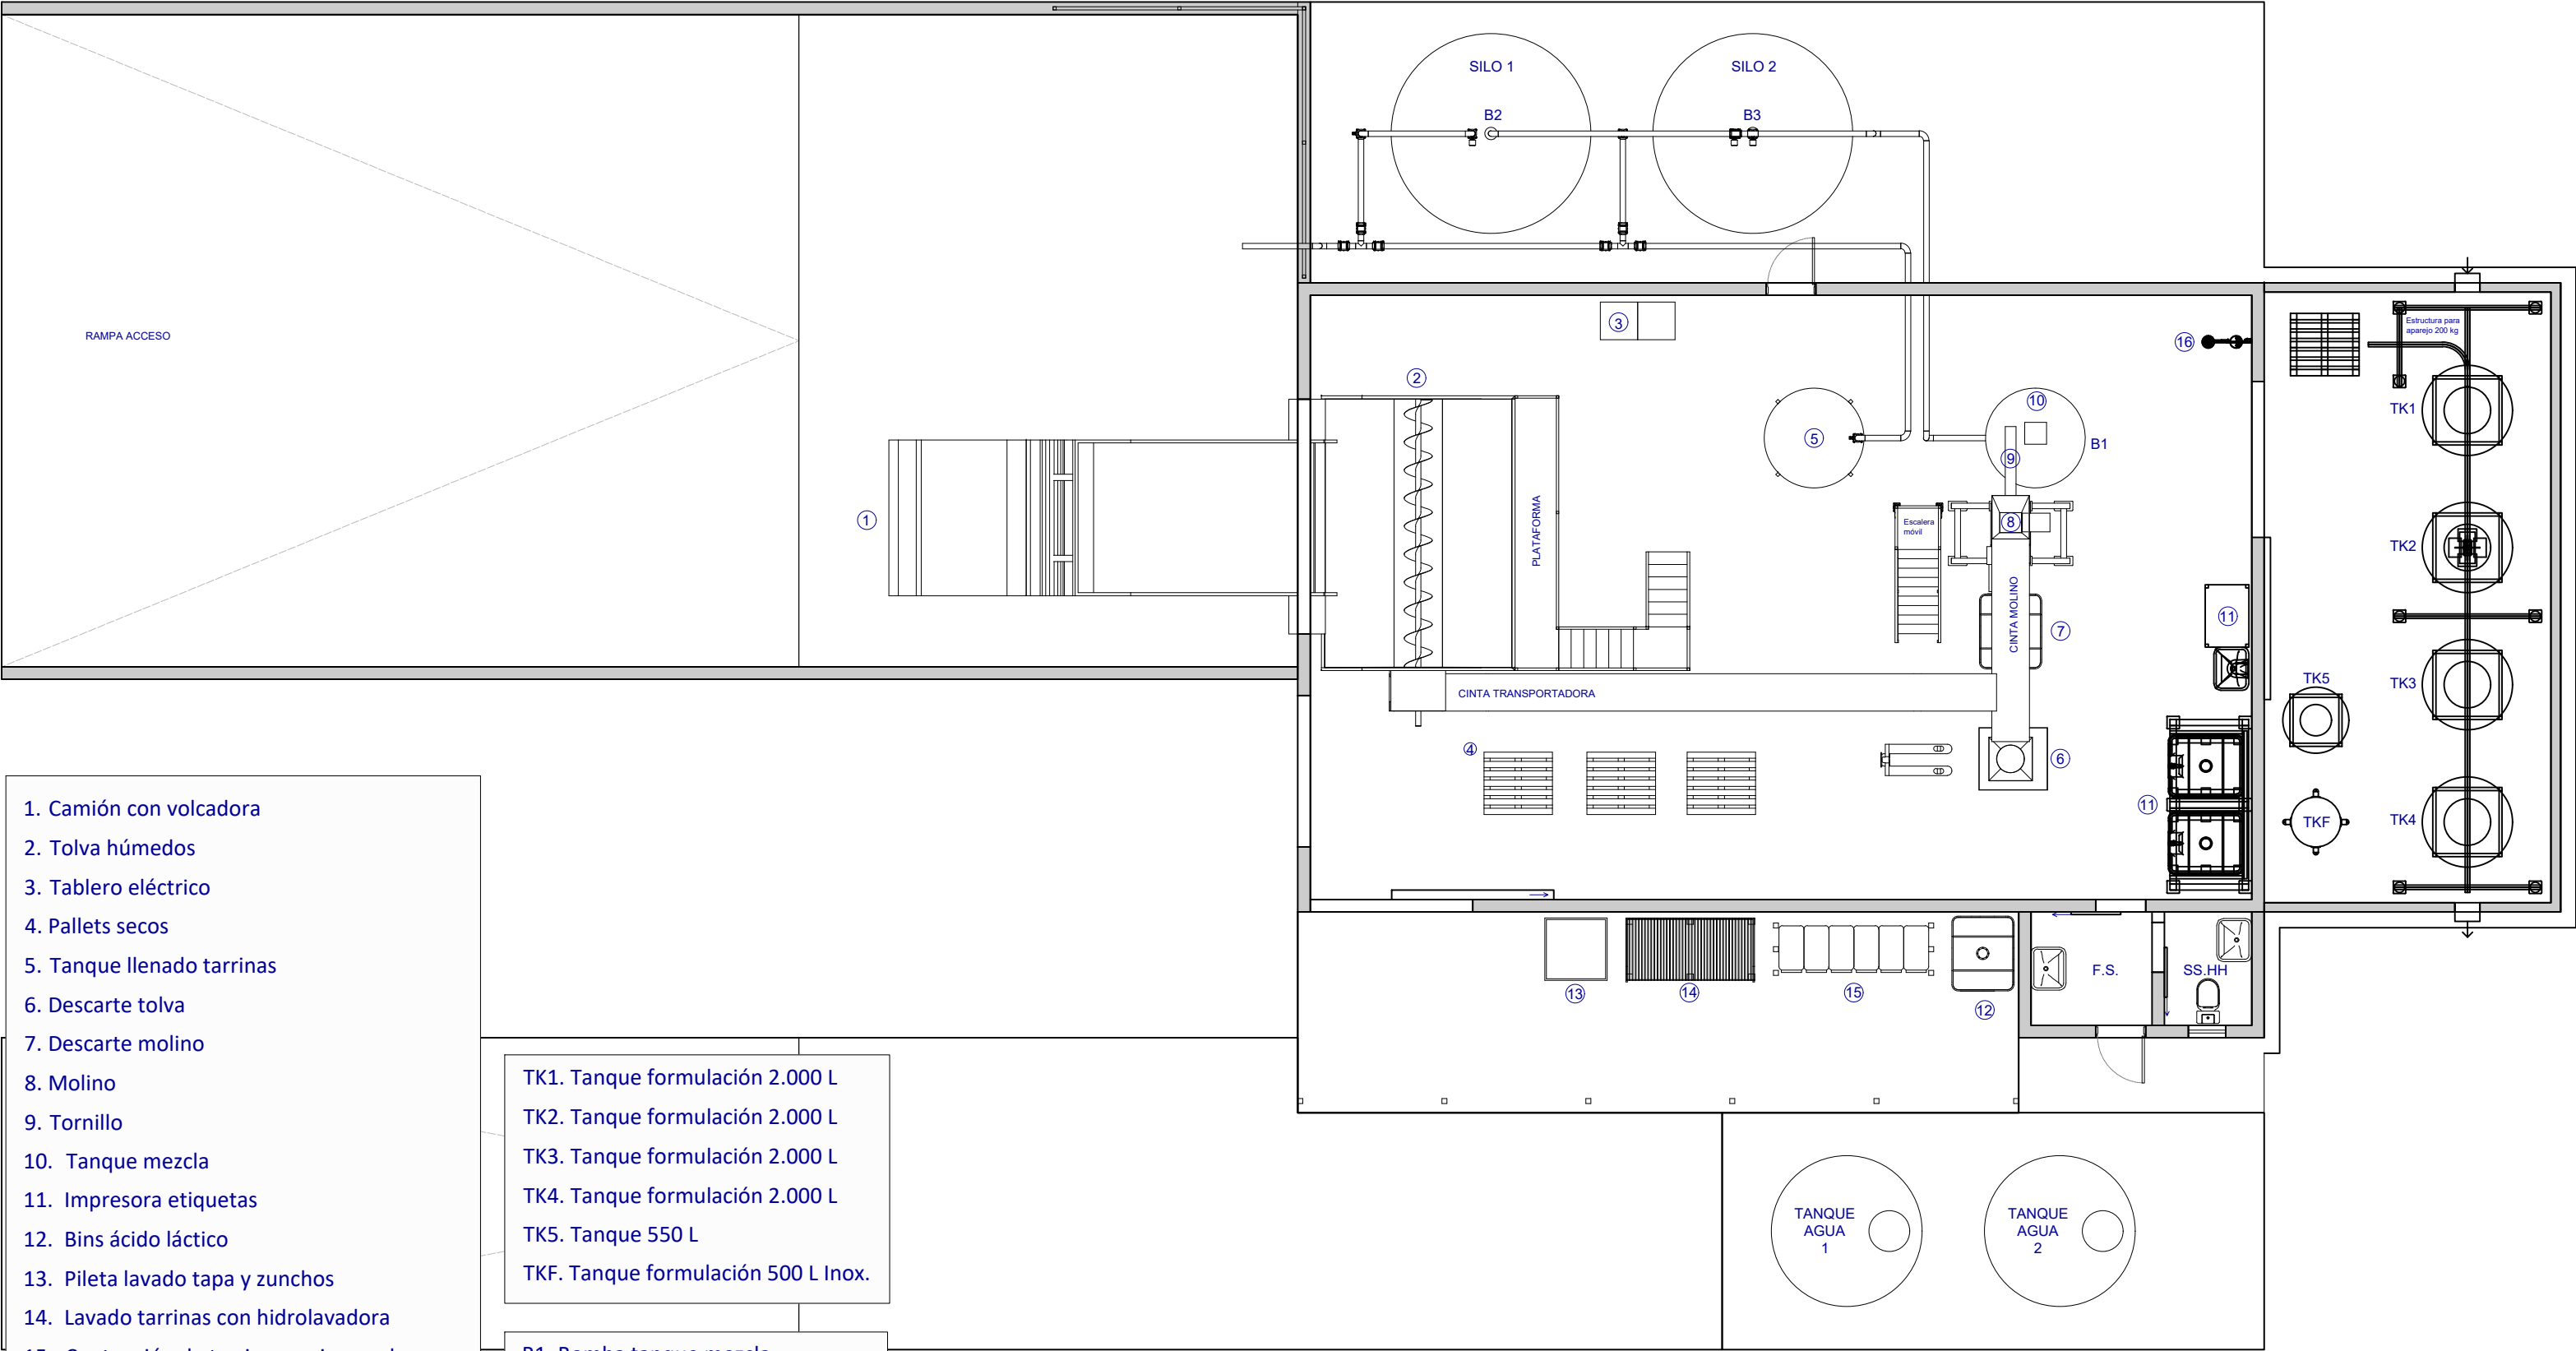 SILO 1
SILO 2
B2
B3
RAMPA ACCESO
3
16
Estructura para
aparejo 200 kg
2
10
TK1
5
B1
9
1
PLATAFORMA
Escalera
móvil
8
TK2
CINTA MOLINO
7
11
CINTA TRANSPORTADORA
TK5
TK3
4
6
11
TKF
TK4
F.S.
SS.HH
13
14
15
12
1. Camión con volcadora
2. Tolva húmedos
3. Tablero eléctrico
4. Pallets secos
5. Tanque llenado tarrinas
6. Descarte tolva
7. Descarte molino
8. Molino
9. Tornillo
10. Tanque mezcla
11. Impresora etiquetas
12. Bins ácido láctico
13. Pileta lavado tapa y zunchos
14. Lavado tarrinas con hidrolavadora
TK1. Tanque formulación 2.000 L
TK2. Tanque formulación 2.000 L
TK3. Tanque formulación 2.000 L
TK4. Tanque formulación 2.000 L
TK5. Tanque 550 L
TKF. Tanque formulación 500 L Inox.
B1. Bomba tanque mezcla
TANQUE
AGUA
1
TANQUE
AGUA
2